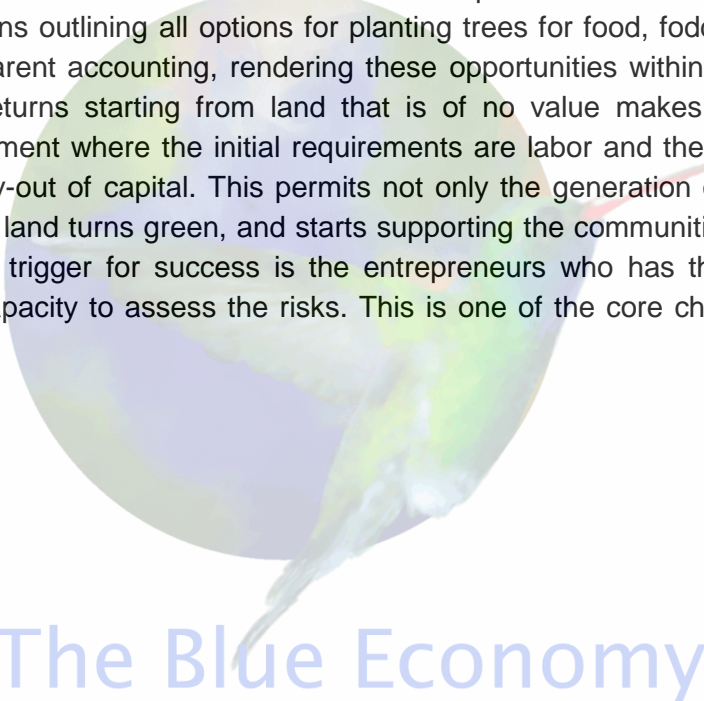 ns outlining all options for planting trees for food, fodd
arent accounting, rendering these opportunities within
eturns starting from land that is of no value makes
ment where the initial requirements are labor and the
y-out of capital. This permits not only the generation
land turns green, and starts supporting the communiti
trigger for success is the entrepreneurs who has th
apacity to assess the risks. This is one of the core ch
The Blue Economy